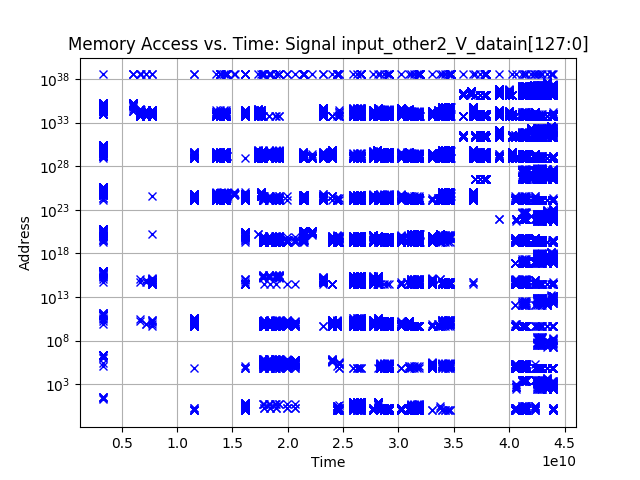 Memory Access vs. Time: Signal input_other2_V_datain[127:0]
10^38
10^33
10^28
10^23
10^18
10^13
10^8
10^3
Address
0.5 1.0 1.5 2.0 2.5 3.0 3.5 4.0 4.5
1e10
Time